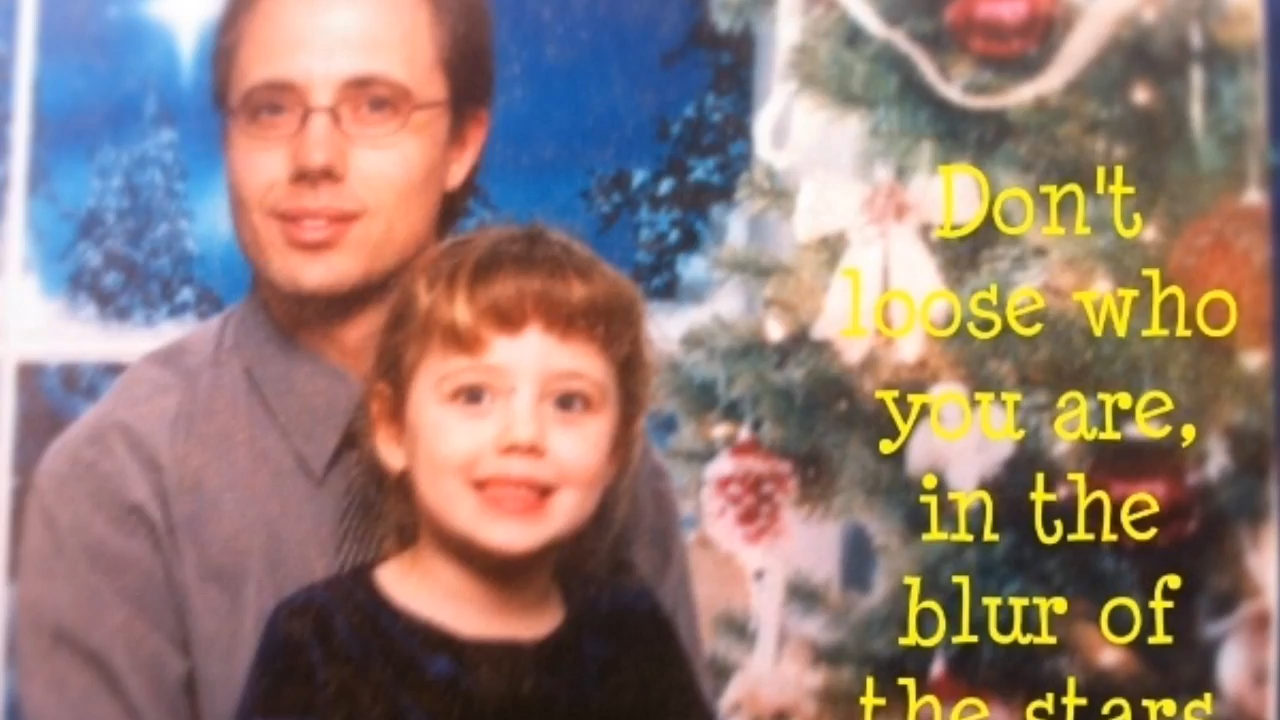 Don't
loose who
you are,
in the
blur of
the stars